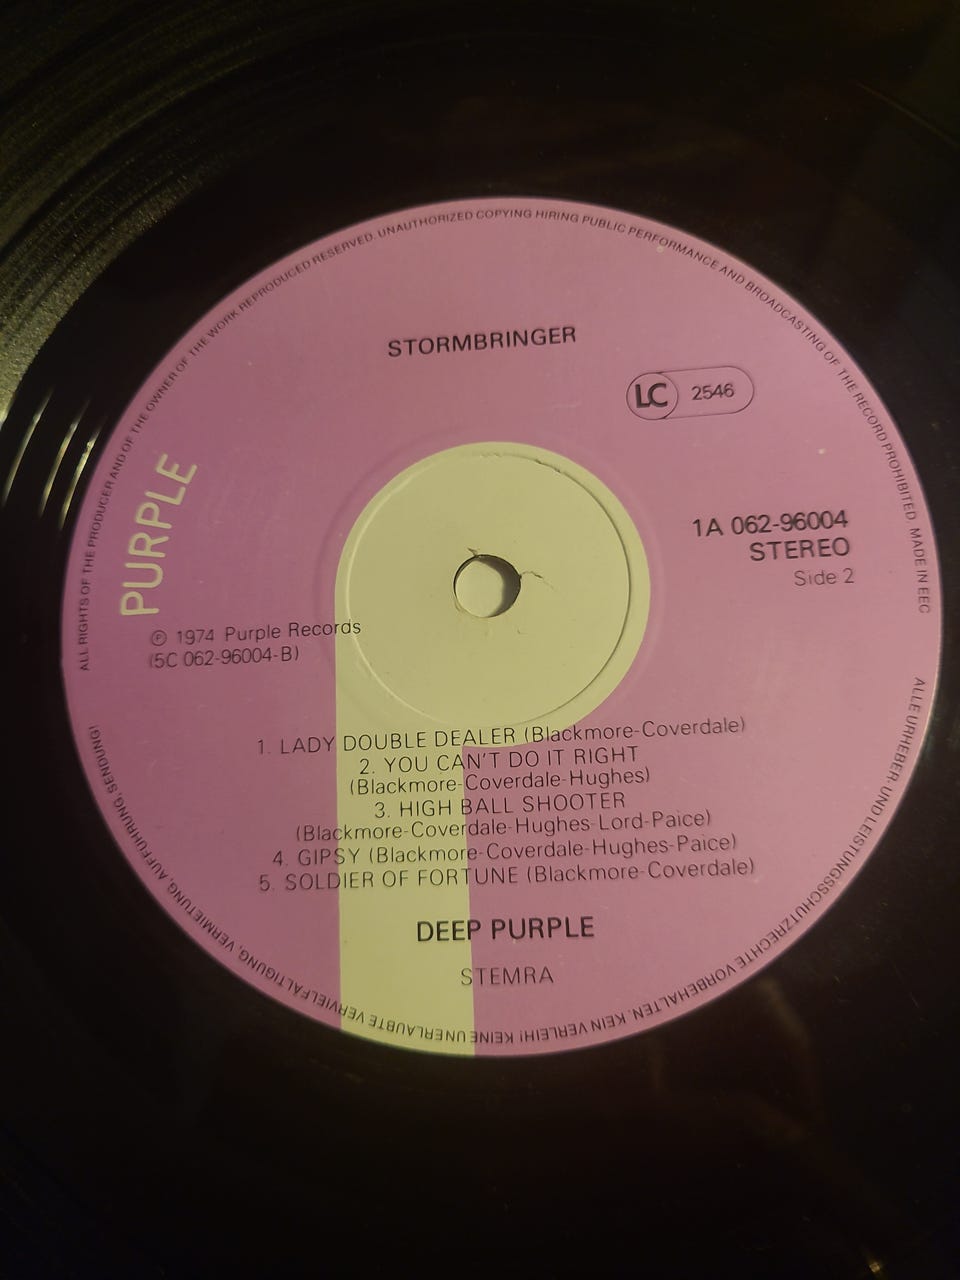 ALL RIGHTS OF THE PRODUCER AND OF THE OWNER OF THE WORK REPRODUCED RESERVED. UNAUTHORIZED COPYING HIRING PUBLIC PERFORMANCE AND BROADCASTING OF THE RECORD PROHIBITED. MADE IN EEC
STORMBRINGER
LC 2546
PURPLE
1A 062-96004
STEREO
Side 2
℗ 1974 Purple Records
(5C 062-96004-B)
1. LADY DOUBLE DEALER (Blackmore-Coverdale)
2. YOU CAN'T DO IT RIGHT
(Blackmore-Coverdale-Hughes)
3. HIGH BALL SHOOTER
(Blackmore-Coverdale-Hughes-Lord-Paice)
4. GIPSY (Blackmore-Coverdale-Hughes-Paice)
5. SOLDIER OF FORTUNE (Blackmore-Coverdale)
DEEP PURPLE
STEMRA
ALLE URHEBER- UND LEISTUNGSSCHUTZRECHTE VORBEHALTEN. KEIN VERLEIH! KEINE UNERLAUBTE VERVIELFÄLTIGUNG, VERMIETUNG, AUFFÜHRUNG, SENDUNG!